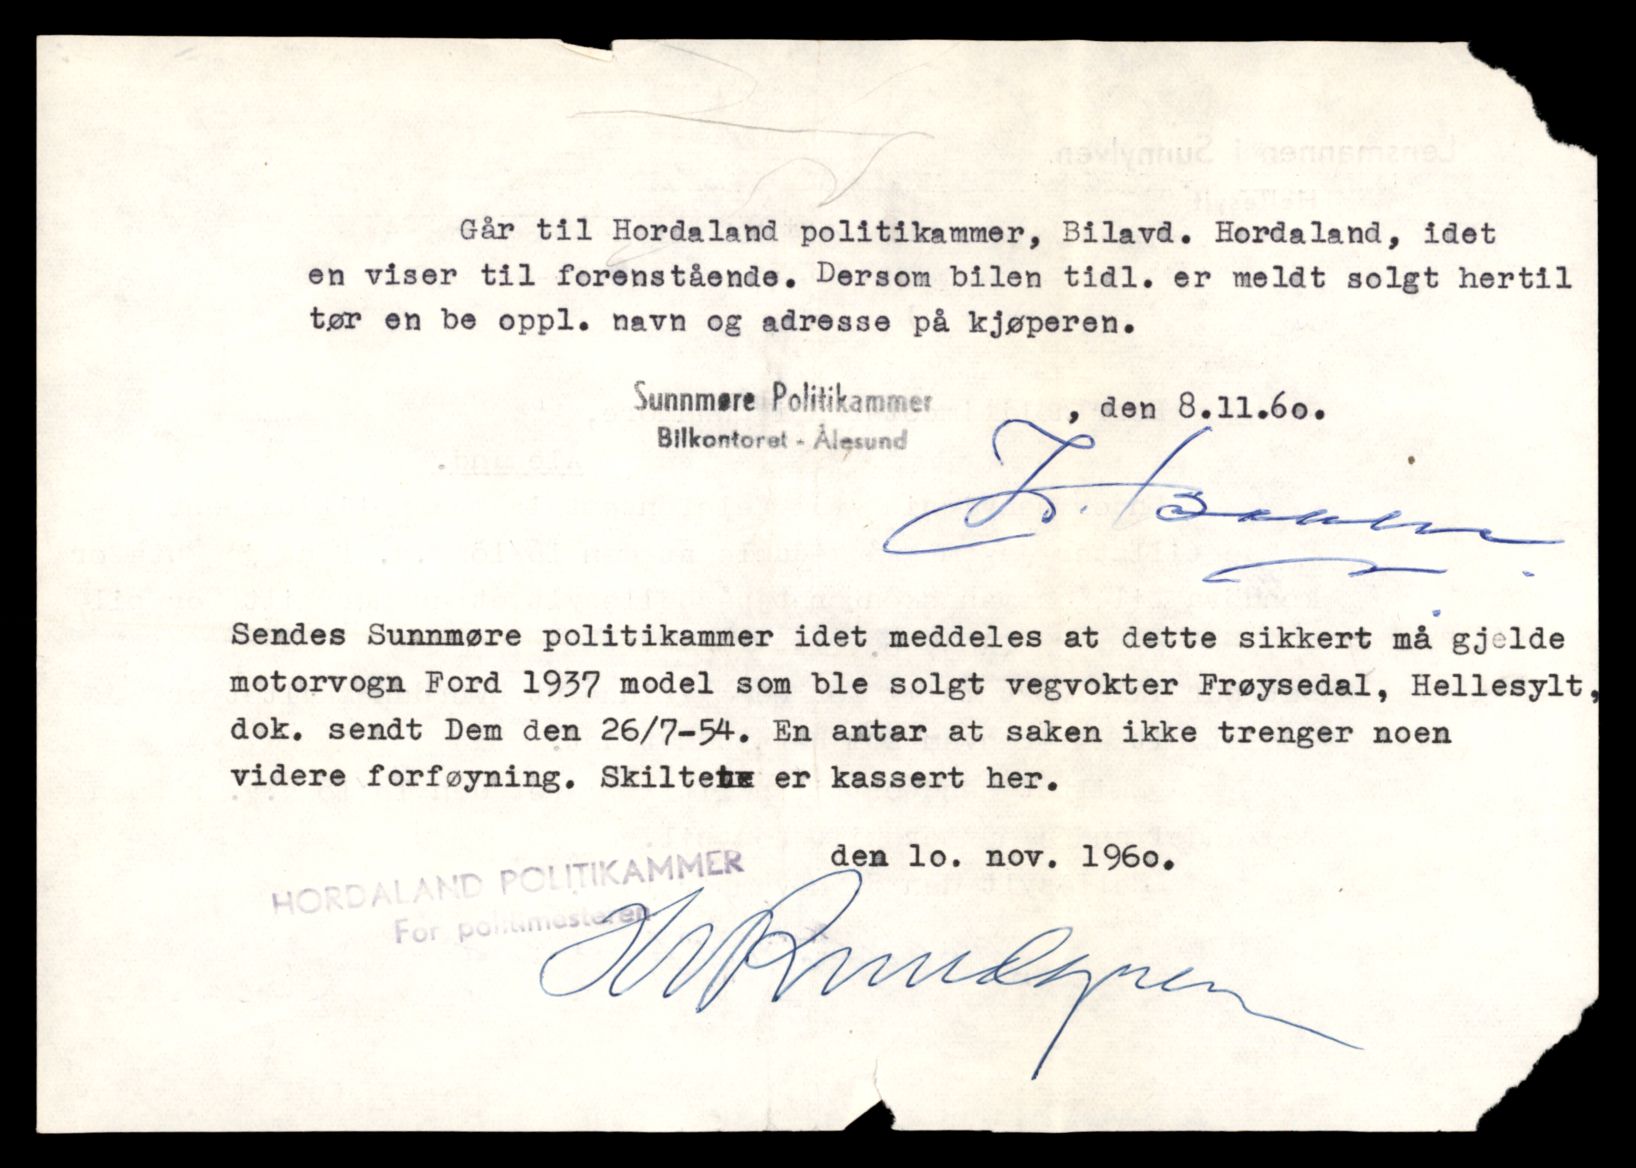 Går til Hordaland politikammer, Bilavd. Hordaland, idet
en viser til forenstående. Dersom bilen tidl. er meldt solgt hertil
tør en be oppl. navn og adresse på kjøperen.
Sunnmøre Politikammer , den 8.11.6o.
Bilkontoret - Ålesund
Sendes Sunnmøre politikammer idet meddeles at dette sikkert må gjelde
motorvogn Ford 1937 model som ble solgt vegvokter Frøysedal, Hellesylt,
dok. sendt Dem den 26/7-54. En antar at saken ikke trenger noen
videre forføyning. Skiltet er kassert her.
den lo. nov. 196o.
HORDALAND POLITIKAMMER
For politimesteren